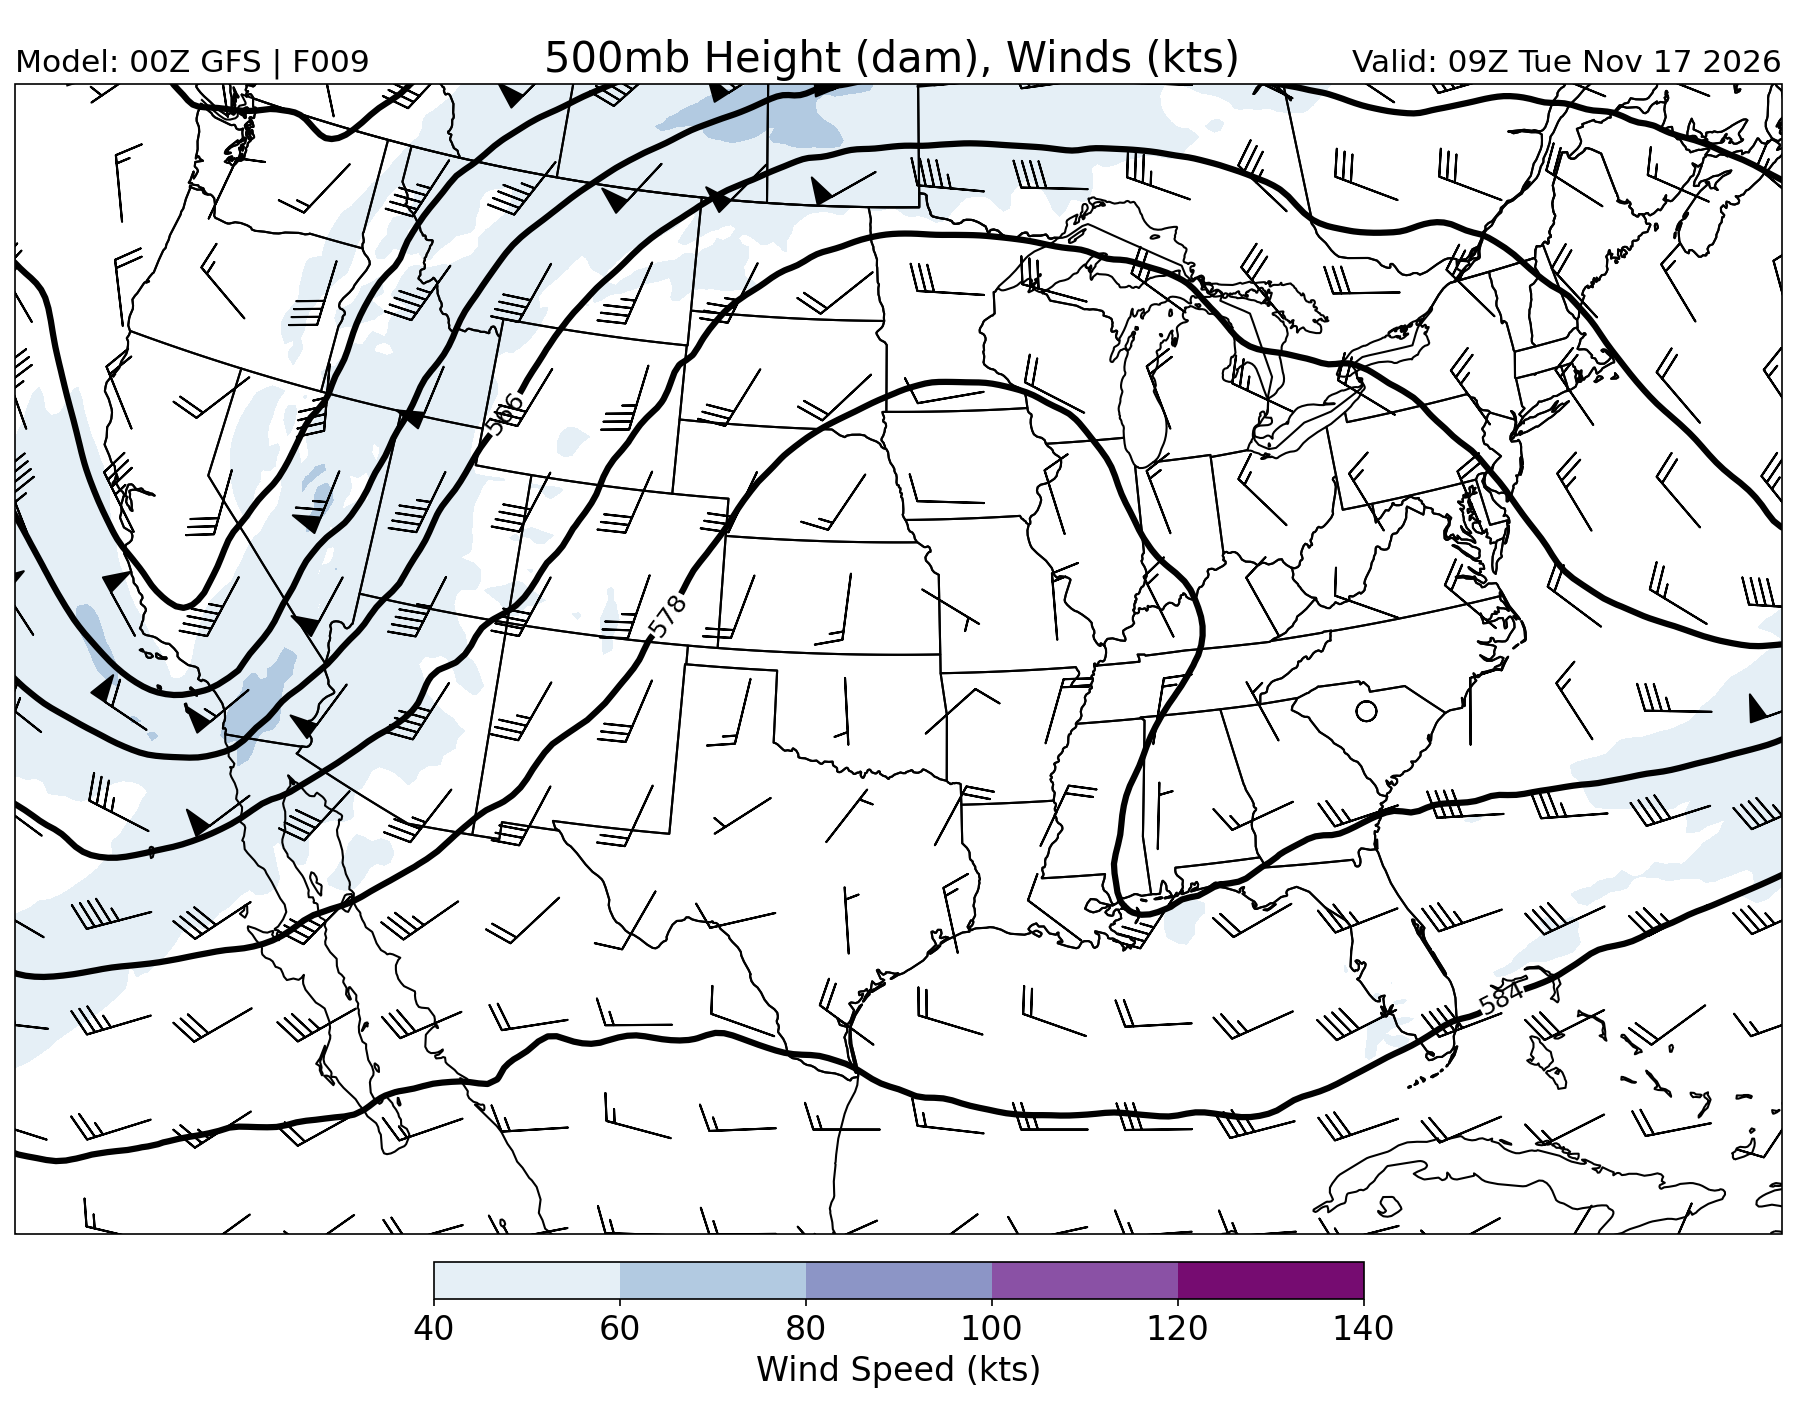 Model: 00Z GFS | F009
500mb Height (dam), Winds (kts)
Valid: 09Z Tue Nov 17 2026
566
578
584
40 60 80 100 120 140
Wind Speed (kts)